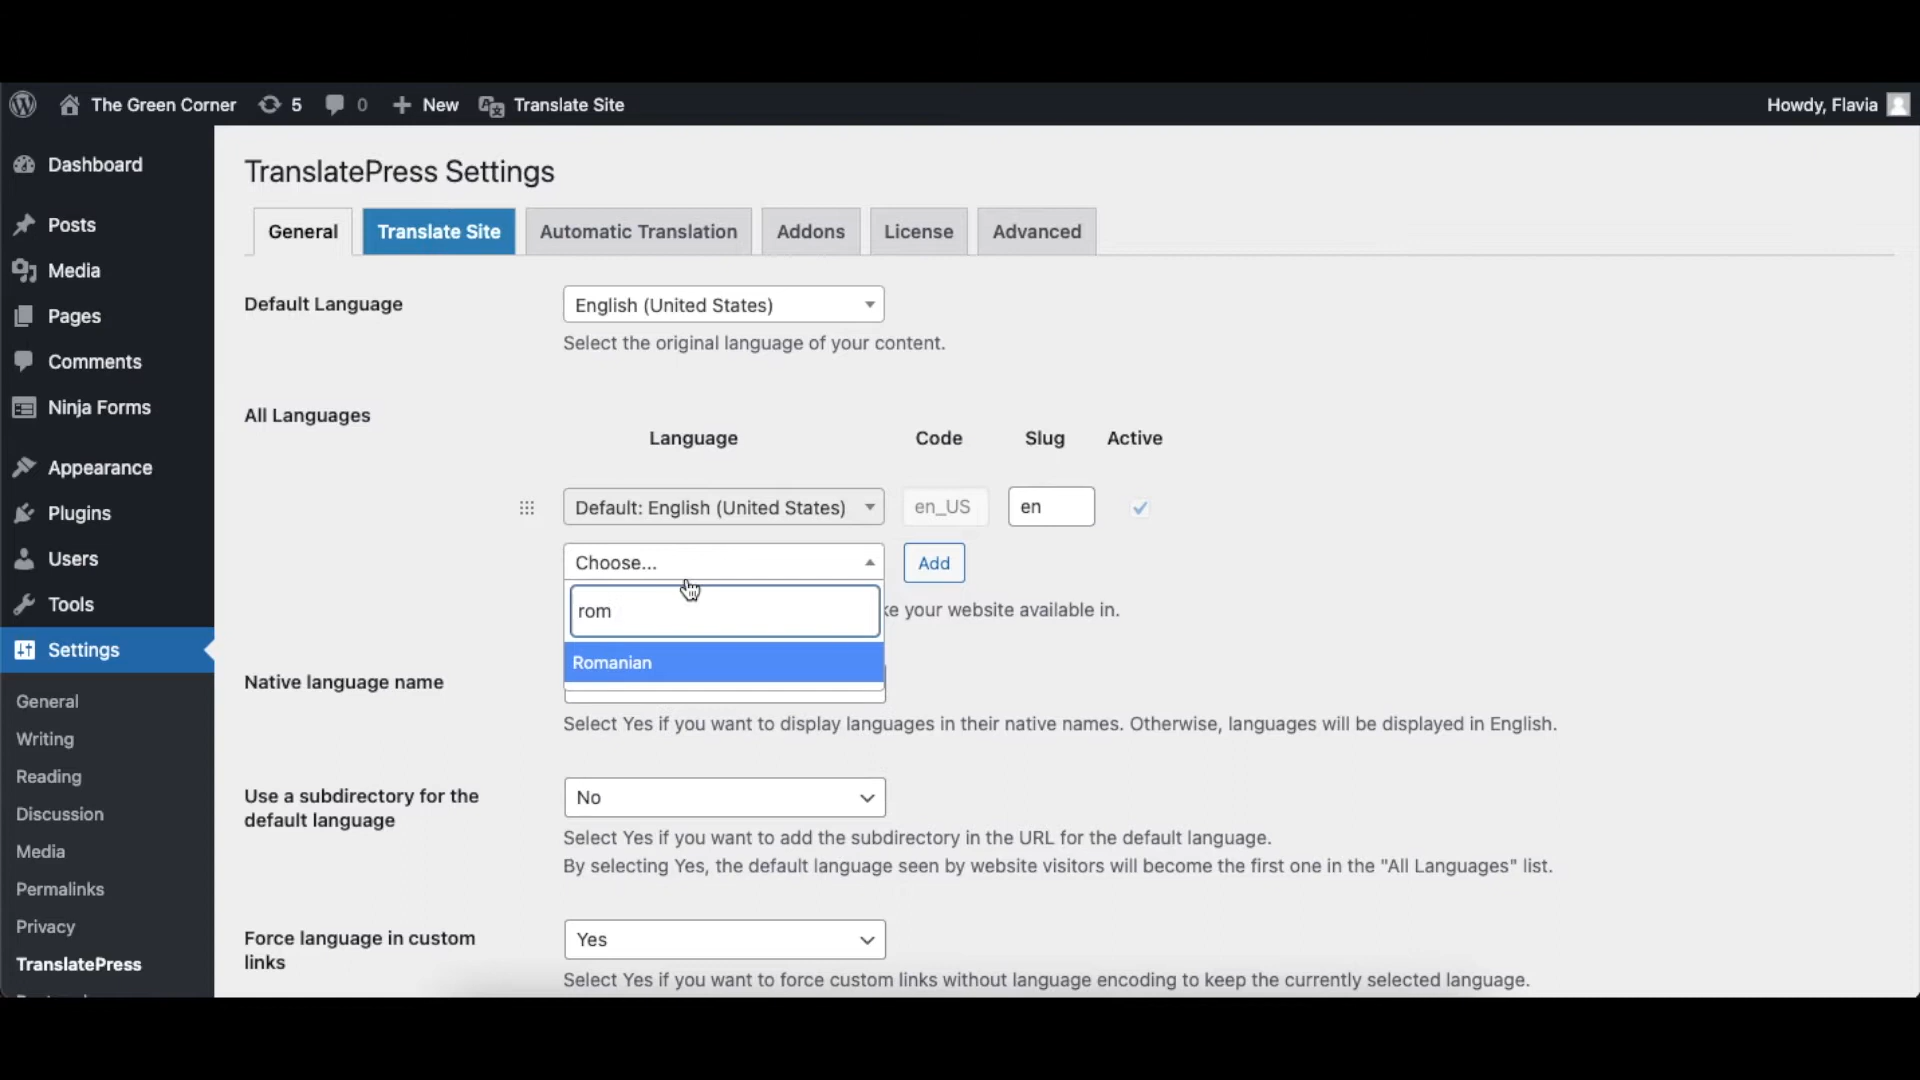 The Green Corner 5 0 New Translate Site Howdy, Flavia
Dashboard
Posts
Media
Pages
Comments
Ninja Forms
Appearance
Plugins
Users
Tools
Settings
General
Writing
Reading
Discussion
Media
Permalinks
Privacy
TranslatePress
TranslatePress Settings
General Translate Site Automatic Translation Addons License Advanced
Default Language English (United States)
Select the original language of your content.
All Languages
Language Code Slug Active
Default: English (United States) en_US en
Choose... Add
rom
ke your website available in.
Romanian
Native language name
Select Yes if you want to display languages in their native names. Otherwise, languages will be displayed in English.
Use a subdirectory for the
default language
No
Select Yes if you want to add the subdirectory in the URL for the default language.
By selecting Yes, the default language seen by website visitors will become the first one in the "All Languages" list.
Force language in custom
links
Yes
Select Yes if you want to force custom links without language encoding to keep the currently selected language.